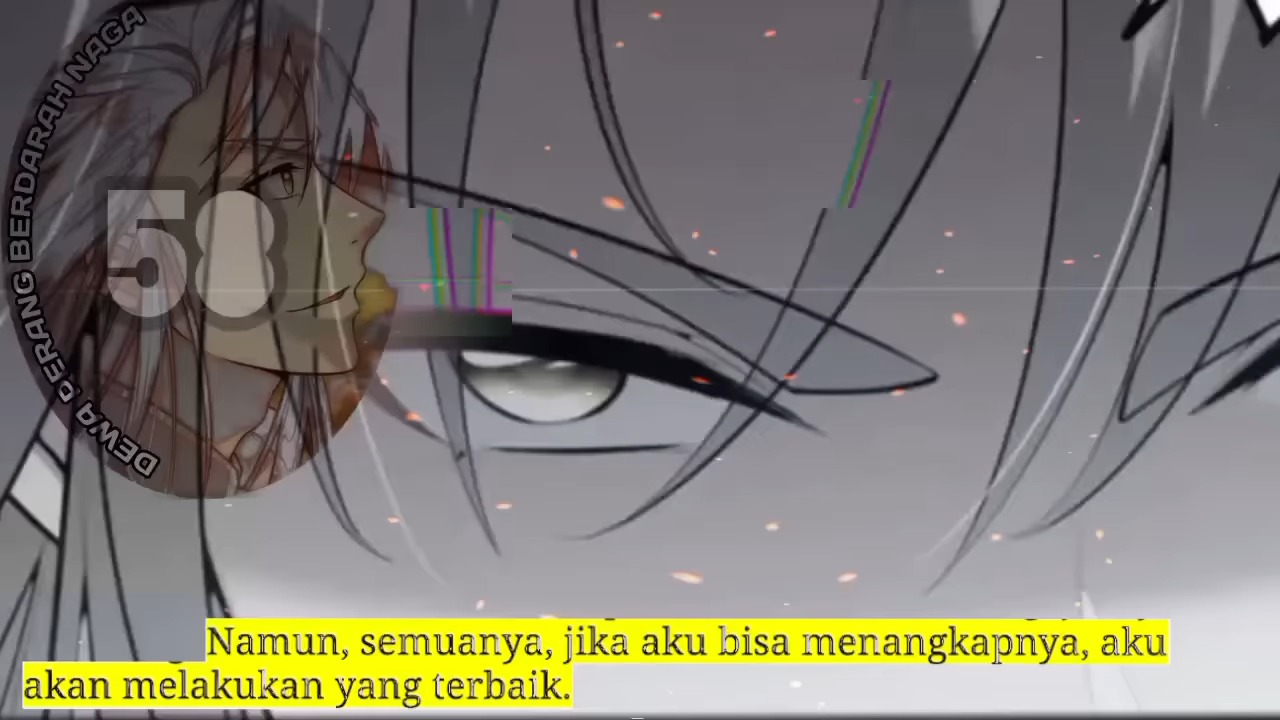 DEWA PERANG BERDARAH NAGA
58
Namun, semuanya, jika aku bisa menangkapnya, aku
akan melakukan yang terbaik.